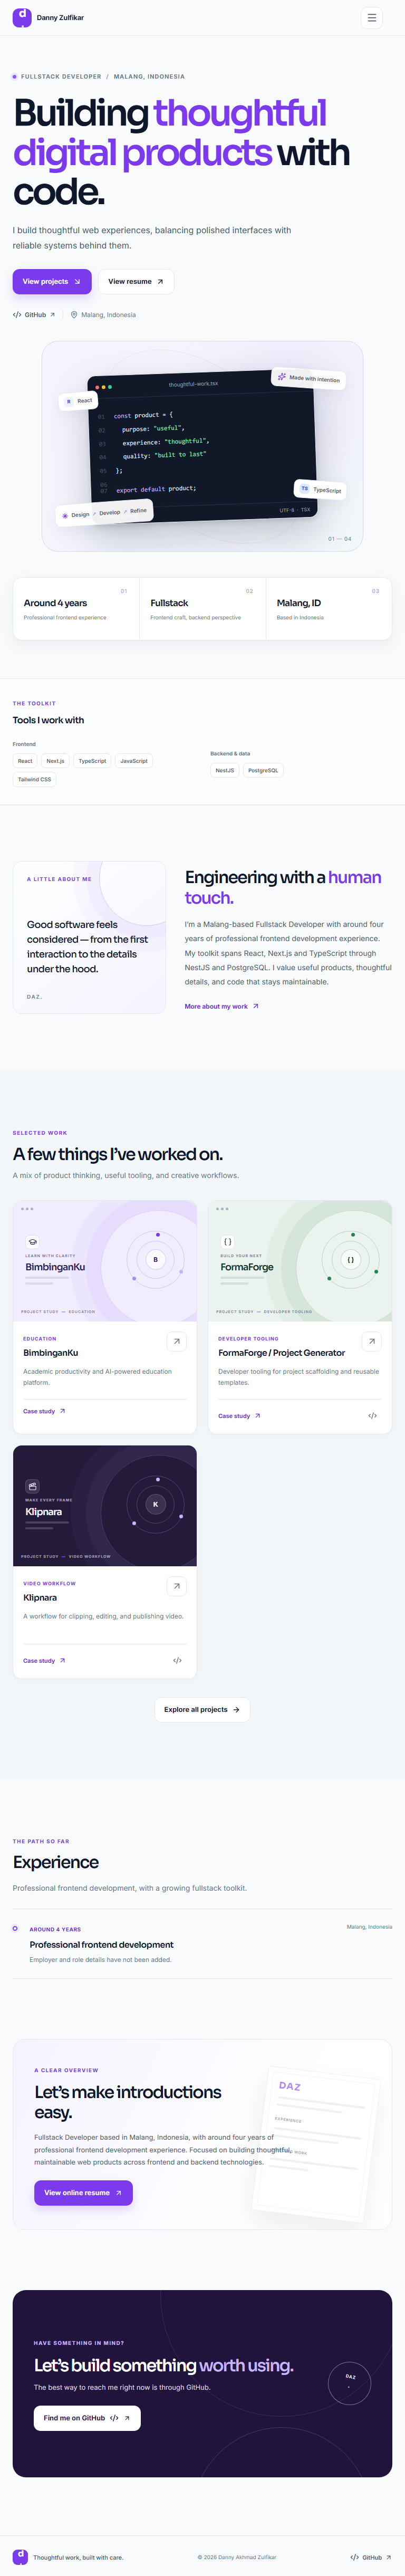 Danny Zulfikar
FULLSTACK DEVELOPER / MALANG, INDONESIA
Building thoughtful
digital products with
code.
I build thoughtful web experiences, balancing polished interfaces with
reliable systems behind them.
View projects
View resume
GitHub
Malang, Indonesia
thoughtful-work.tsx
Made with intention
React
01 const product = {
02 purpose: "useful",
03 experience: "thoughtful",
04 quality: "built to last"
05 };
06
07 export default product;
TS TypeScript
Design Develop Refine
UTF-8 · TSX
01 — 04
01
Around 4 years
Professional frontend experience
02
Fullstack
Frontend craft, backend perspective
03
Malang, ID
Based in Indonesia
THE TOOLKIT
Tools I work with
Frontend
React
Next.js
TypeScript
JavaScript
Tailwind CSS
Backend & data
NestJS
PostgreSQL
A LITTLE ABOUT ME
Good software feels
considered — from the first
interaction to the details
under the hood.
DAZ.
Engineering with a human
touch.
I'm a Malang-based Fullstack Developer with around four
years of professional frontend development experience.
My toolkit spans React, Next.js and TypeScript through
NestJS and PostgreSQL. I value useful products, thoughtful
details, and code that stays maintainable.
More about my work
SELECTED WORK
A few things I've worked on.
A mix of product thinking, useful tooling, and creative workflows.
LEARN WITH CLARITY
BimbinganKu
B
PROJECT STUDY — EDUCATION
EDUCATION
BimbinganKu
Academic productivity and AI-powered education
platform.
Case study
BUILD YOUR NEXT
FormaForge
{ }
PROJECT STUDY — DEVELOPER TOOLING
DEVELOPER TOOLING
FormaForge / Project Generator
Developer tooling for project scaffolding and reusable
templates.
Case study
MAKE EVERY FRAME
Klipnara
K
PROJECT STUDY — VIDEO WORKFLOW
VIDEO WORKFLOW
Klipnara
A workflow for clipping, editing, and publishing video.
Case study
Explore all projects
THE PATH SO FAR
Experience
Professional frontend development, with a growing fullstack toolkit.
AROUND 4 YEARS
Malang, Indonesia
Professional frontend development
Employer and role details have not been added.
A CLEAR OVERVIEW
Let's make introductions
easy.
Fullstack Developer based in Malang, Indonesia, with around four years of
professional frontend development experience. Focused on building thoughtful,
maintainable web products across frontend and backend technologies.
View online resume
DAZ
EXPERIENCE
WORK
HAVE SOMETHING IN MIND?
Let's build something worth using.
The best way to reach me right now is through GitHub.
Find me on GitHub
DAZ
Thoughtful work, built with care.
© 2026 Danny Akhmad Zulfikar
GitHub